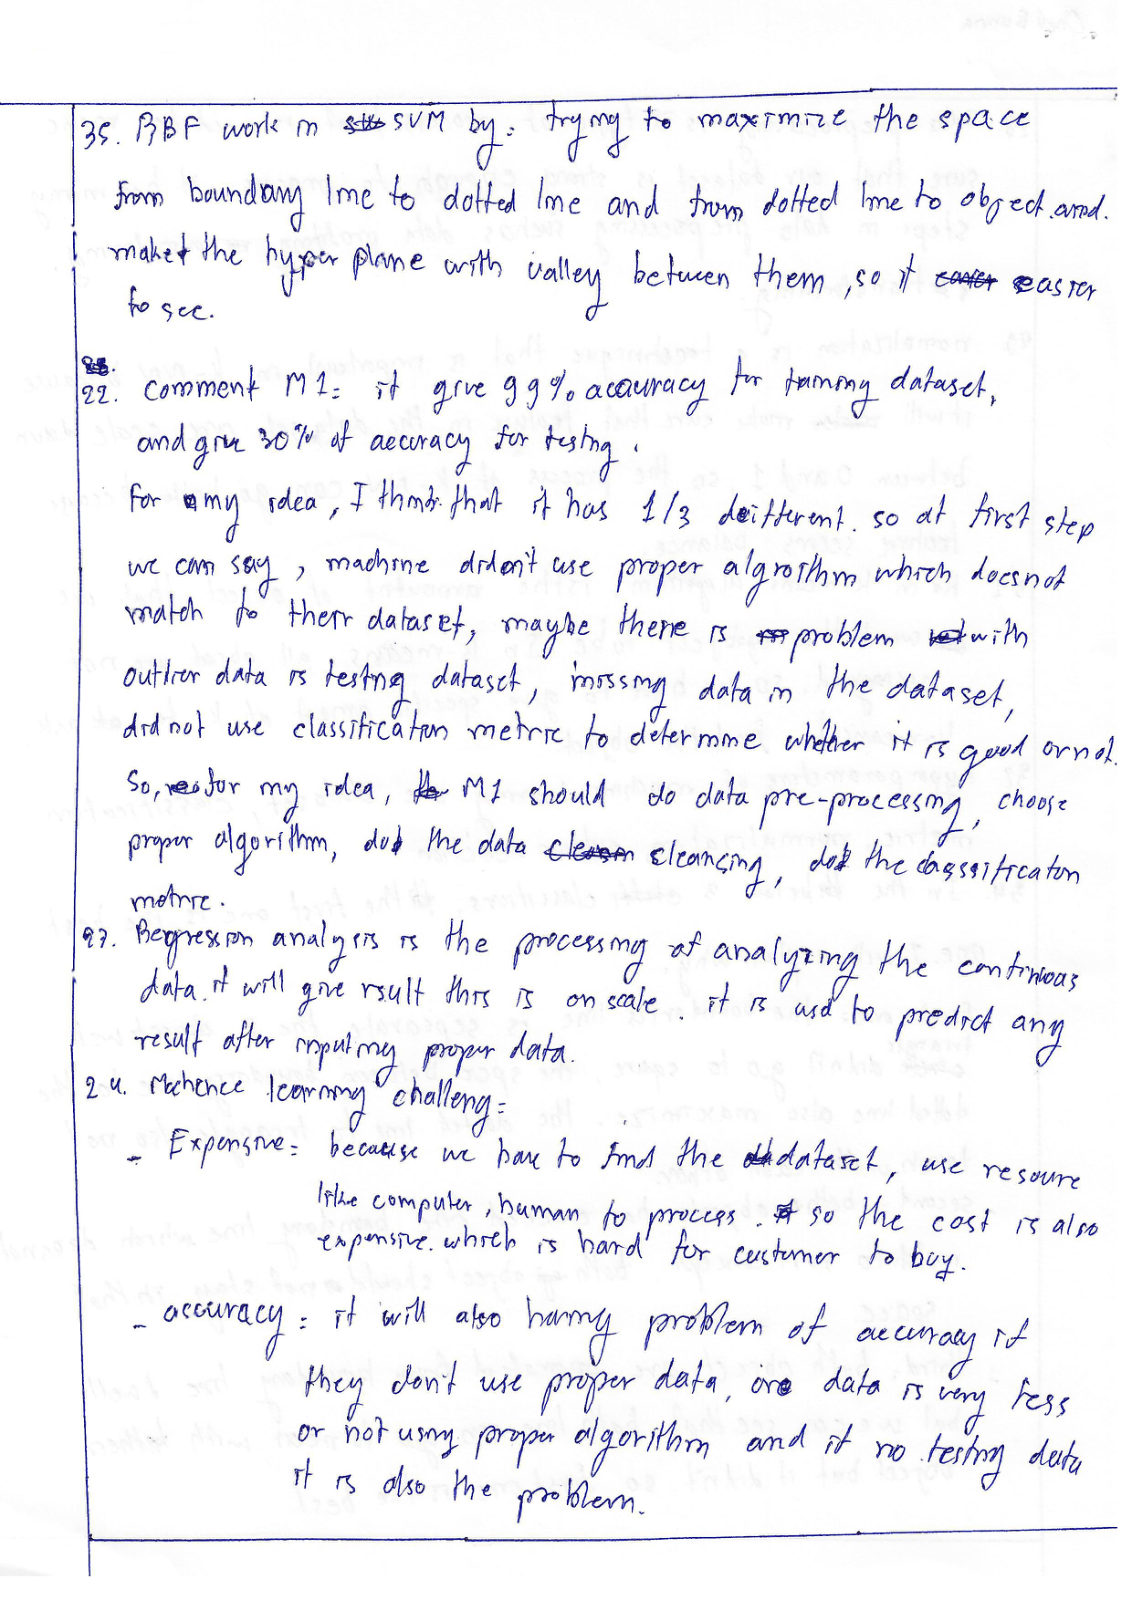 35. RBF work in SVM by: trying to maximize the space
from boundary line to dotted line and from dotted line to object and.
maket the hyper plane with valley between them, so it easier
to see.
22. Comment M1: it give 99% accuracy for training dataset,
and give 30% of accuracy for testing.
For my idea, I think that it has 1/3 deifferent. so at first step
we can say, machine didon't use proper algroithm which doesnot
match to their dataset, maybe there is problem with
outlier data is testing dataset, missing data in the dataset,
did not use classification metric to determine whether it is good or not.
So, for my idea, M1 should do data pre-processing, choose
proper algorithm, do the data cleansing, do the classification
metric.
27. Regression analysis is the processing of analyzing the continuous
data. it will give result this is on scale. it is used to predict any
result after inputing proper data.
24. Machence learning challeng:
- Expensive: because we have to find the dataset, use resoure
like computer, human to process. so the cost is also
expensive. which is hard for customer to buy.
- accuracy: it will also having problem of accuracy if
they don't use proper data, ore data is very less
or not using proper algorithm and if no testing data
it is also the problem.